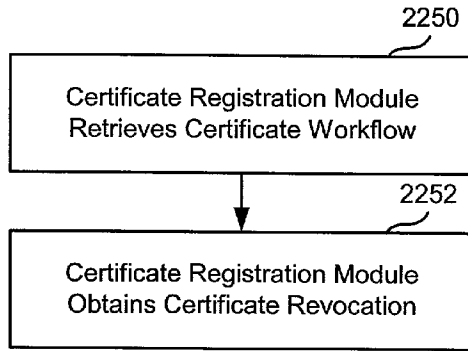 2250
Certificate Registration Module
Retrieves Certificate Workflow
2252
Certificate Registration Module
Obtains Certificate Revocation